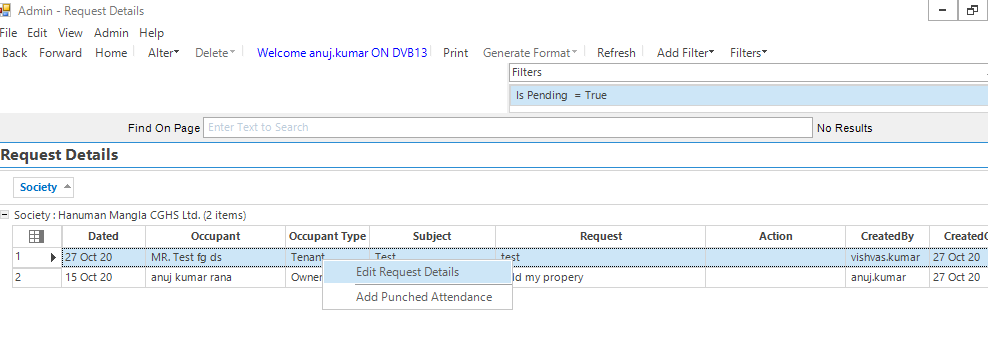 Admin - Request Details
File Edit View Admin Help
Back Forward Home Alter Delete Welcome anuj.kumar ON DVB13 Print Generate Format Refresh Add Filter Filters
Filters
Is Pending = True
Find On Page Enter Text to Search No Results
Request Details
Society
Society : Hanuman Mangla CGHS Ltd. (2 items)
Dated Occupant Occupant Type Subject Request Action CreatedBy
1 27 Oct 20 MR. Test fg ds Tenant Test test vishvas.kumar 27 Oct 20
Edit Request Details
2 15 Oct 20 anuj kumar rana Owner my propery anuj.kumar 27 Oct 20
Add Punched Attendance